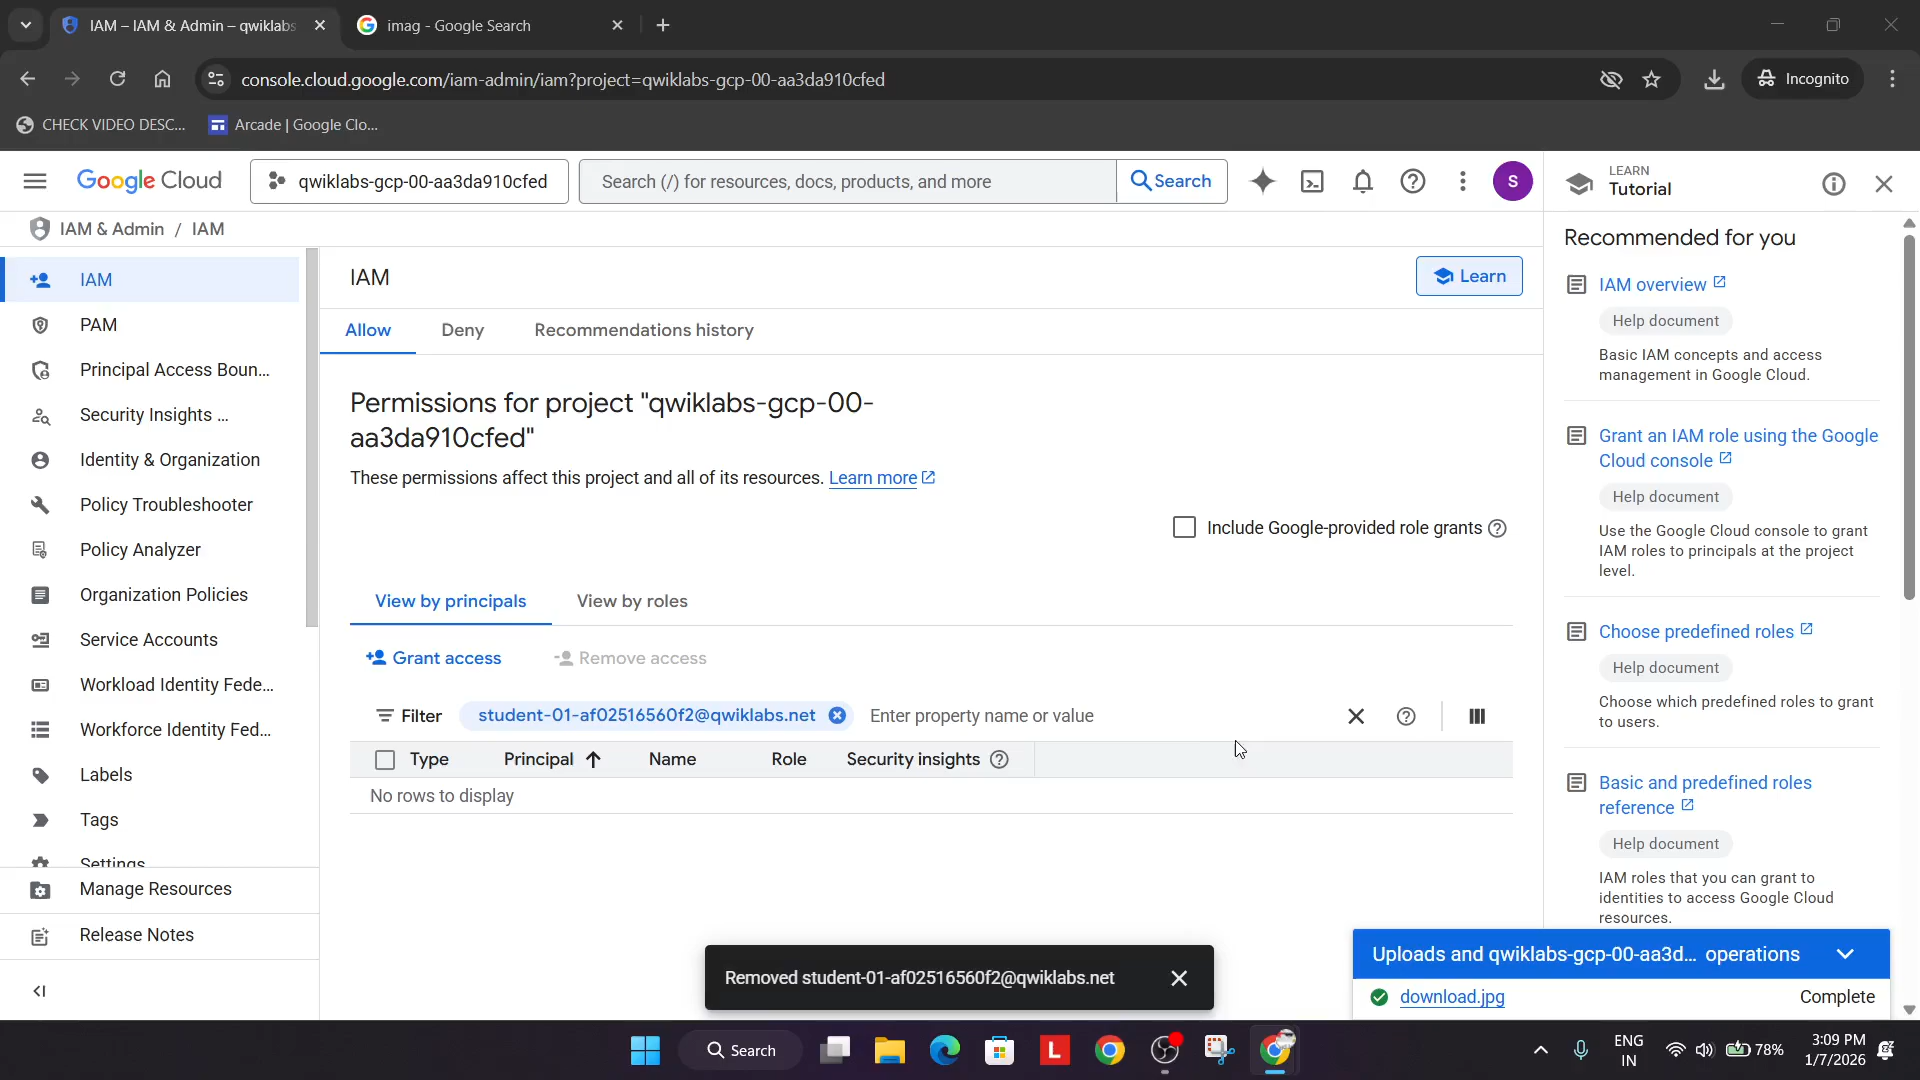 IAM – IAM & Admin – qwiklabs
imag - Google Search
console.cloud.google.com/iam-admin/iam?project=qwiklabs-gcp-00-aa3da910cfed
Incognito
CHECK VIDEO DESC...
Arcade | Google Clo...
Google Cloud
qwiklabs-gcp-00-aa3da910cfed
Search (/) for resources, docs, products, and more
Search
S
LEARN
Tutorial
IAM & Admin / IAM
IAM
PAM
Principal Access Boun...
Security Insights ...
Identity & Organization
Policy Troubleshooter
Policy Analyzer
Organization Policies
Service Accounts
Workload Identity Fede...
Workforce Identity Fed...
Labels
Tags
Settings
Manage Resources
Release Notes
IAM
Learn
Allow
Deny
Recommendations history
Permissions for project "qwiklabs-gcp-00-
aa3da910cfed"
These permissions affect this project and all of its resources. Learn more
Include Google-provided role grants
View by principals
View by roles
Grant access
Remove access
Filter
student-01-af02516560f2@qwiklabs.net
Enter property name or value
Type
Principal
Name
Role
Security insights
No rows to display
Removed student-01-af02516560f2@qwiklabs.net
Recommended for you
IAM overview
Help document
Basic IAM concepts and access
management in Google Cloud.
Grant an IAM role using the Google
Cloud console
Help document
Use the Google Cloud console to grant
IAM roles to principals at the project
level.
Choose predefined roles
Help document
Choose which predefined roles to grant
to users.
Basic and predefined roles
reference
Help document
IAM roles that you can grant to
identities to access Google Cloud
resources.
Uploads and qwiklabs-gcp-00-aa3d... operations
download.jpg
Complete
Search
L
ENG
IN
78%
3:09 PM
1/7/2026